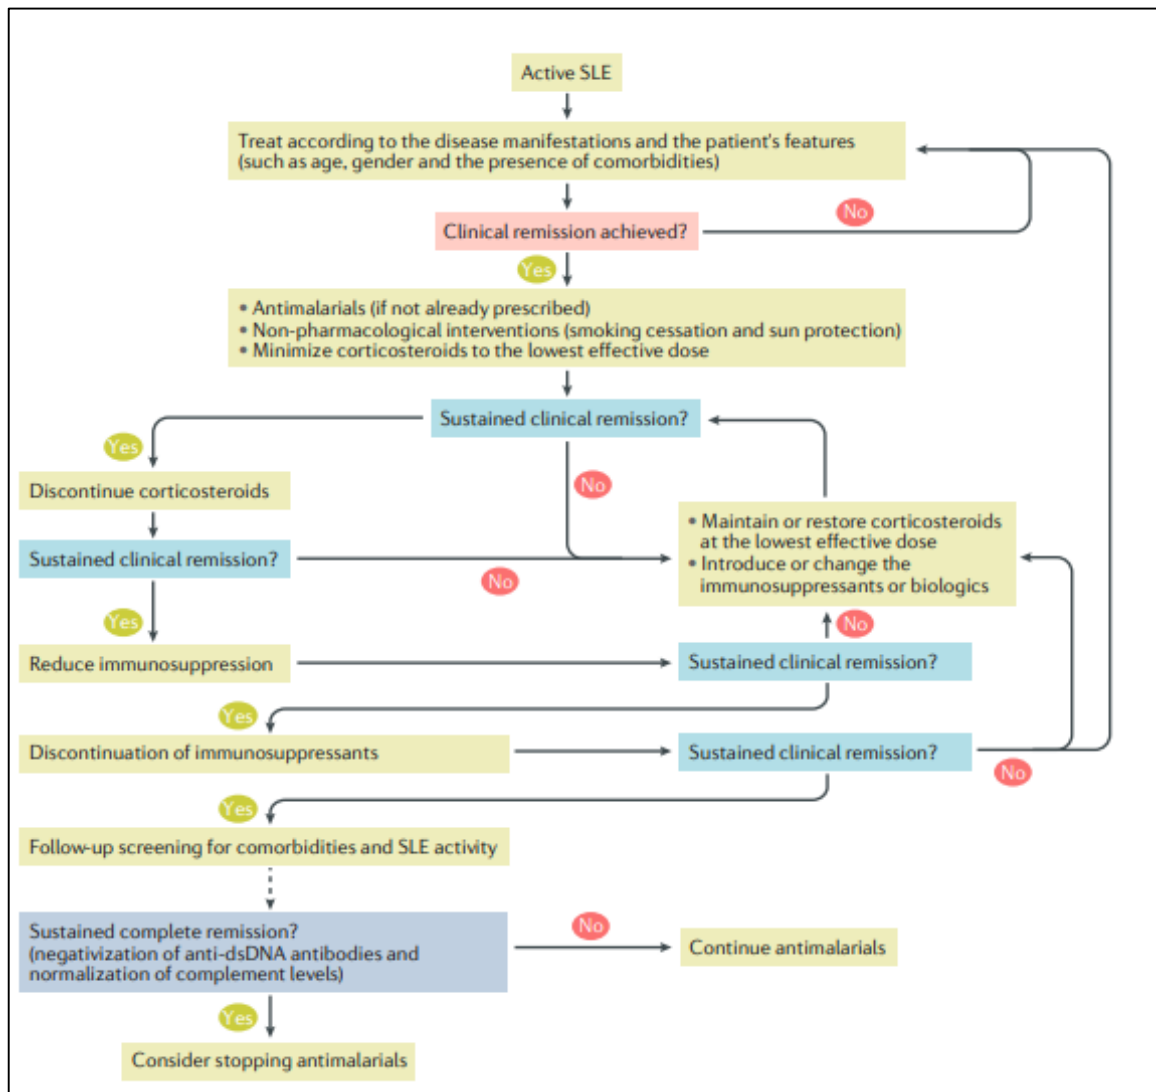 Active SLE
Treat according to the disease manifestations and the patient's features
(such as age, gender and the presence of comorbidities)
Clinical remission achieved?
No
Yes
• Antimalarials (if not already prescribed)
• Non-pharmacological interventions (smoking cessation and sun protection)
• Minimize corticosteroids to the lowest effective dose
Sustained clinical remission?
Yes
No
Discontinue corticosteroids
• Maintain or restore corticosteroids
at the lowest effective dose
• Introduce or change the
immunosuppressants or biologics
Sustained clinical remission?
No
Yes
No
Reduce immunosuppression
Sustained clinical remission?
Yes
Discontinuation of immunosuppressants
Sustained clinical remission?
No
Yes
Follow-up screening for comorbidities and SLE activity
Sustained complete remission?
(negativization of anti-dsDNA antibodies and
normalization of complement levels)
No
Continue antimalarials
Yes
Consider stopping antimalarials